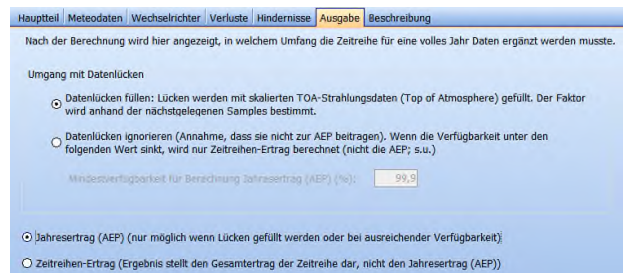 Hauptteil Meteodaten Wechselrichter Verluste Hindernisse Ausgabe Beschreibung
Nach der Berechnung wird hier angezeigt, in welchem Umfang die Zeitreihe für eine volles Jahr Daten ergänzt werden musste.
Umgang mit Datenlücken
Datenlücken füllen: Lücken werden mit skalierten TOA-Strahlungsdaten (Top of Atmosphere) gefüllt. Der Faktor
wird anhand der nächstgelegenen Samples bestimmt.
Datenlücken ignorieren (Annahme, dass sie nicht zur AEP beitragen). Wenn die Verfügbarkeit unter den
folgenden Wert sinkt, wird nur Zeitreihen-Ertrag berechnet (nicht die AEP; s.u.)
Mindestverfügbarkeit für Berechnung Jahresertrag (AEP) (%): 99,9
Jahresertrag (AEP) (nur möglich wenn Lücken gefüllt werden oder bei ausreichender Verfügbarkeit)
Zeitreihen-Ertrag (Ergebnis stellt den Gesamtertrag der Zeitreihe dar, nicht den Jahresertrag (AEP))